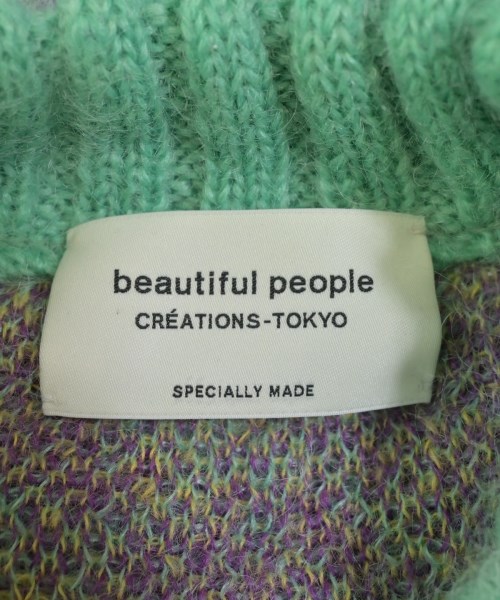 beautiful people
CRÉATIONS-TOKYO
SPECIALLY MADE